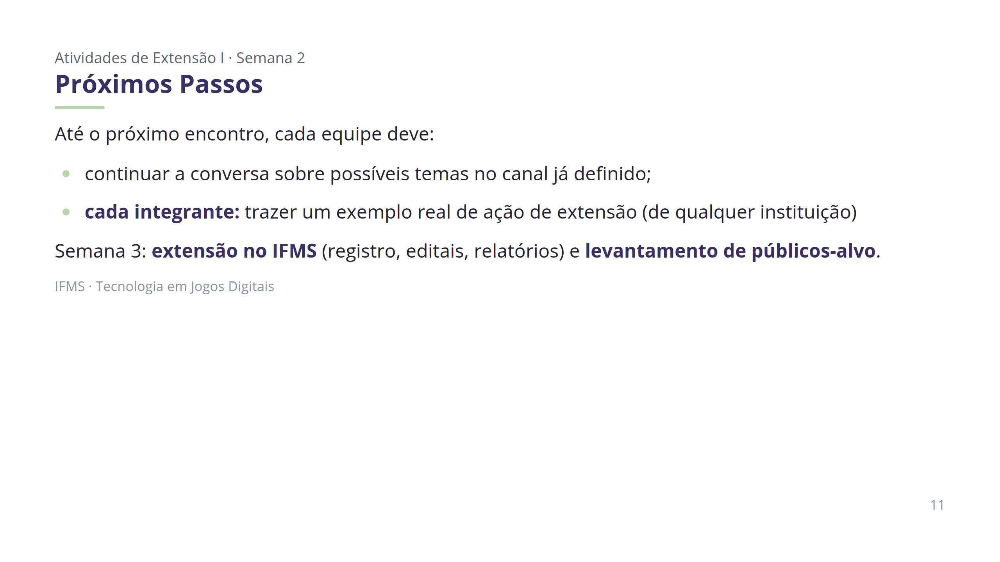 Atividades de Extensão I · Semana 2
Próximos Passos
Até o próximo encontro, cada equipe deve:
continuar a conversa sobre possíveis temas no canal já definido;
cada integrante: trazer um exemplo real de ação de extensão (de qualquer instituição)
Semana 3: extensão no IFMS (registro, editais, relatórios) e levantamento de públicos-alvo.
IFMS · Tecnologia em Jogos Digitais
11